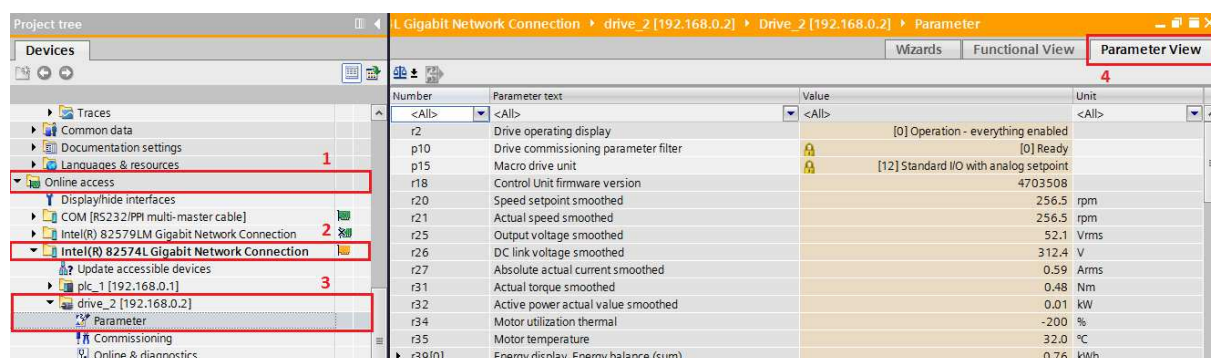 Project tree
L Gigabit Network Connection ▸ drive_2 [192.168.0.2] ▸ Drive_2 [192.168.0.2] ▸ Parameter
Devices
Wizards Functional View Parameter View
4
Number Parameter text Value Unit
<All> <All> <All> <All>
Traces
Common data
Documentation settings
Languages & resources
1
Online access
Display/hide interfaces
COM [RS232/PPI multi-master cable]
Intel(R) 82579LM Gigabit Network Connection
2
Intel(R) 82574L Gigabit Network Connection
Update accessible devices
plc_1 [192.168.0.1]
3
drive_2 [192.168.0.2]
Parameter
Commissioning
Online & diagnostics
r2 Drive operating display [0] Operation - everything enabled
p10 Drive commissioning parameter filter [0] Ready
p15 Macro drive unit [12] Standard I/O with analog setpoint
r18 Control Unit firmware version 4703508
r20 Speed setpoint smoothed 256.5 rpm
r21 Actual speed smoothed 256.5 rpm
r25 Output voltage smoothed 52.1 Vrms
r26 DC link voltage smoothed 312.4 V
r27 Absolute actual current smoothed 0.59 Arms
r31 Actual torque smoothed 0.48 Nm
r32 Active power actual value smoothed 0.01 kW
r34 Motor utilization thermal -200 %
r35 Motor temperature 32.0 °C
r39[0] Energy display, Energy balance (sum) 0.76 kWh